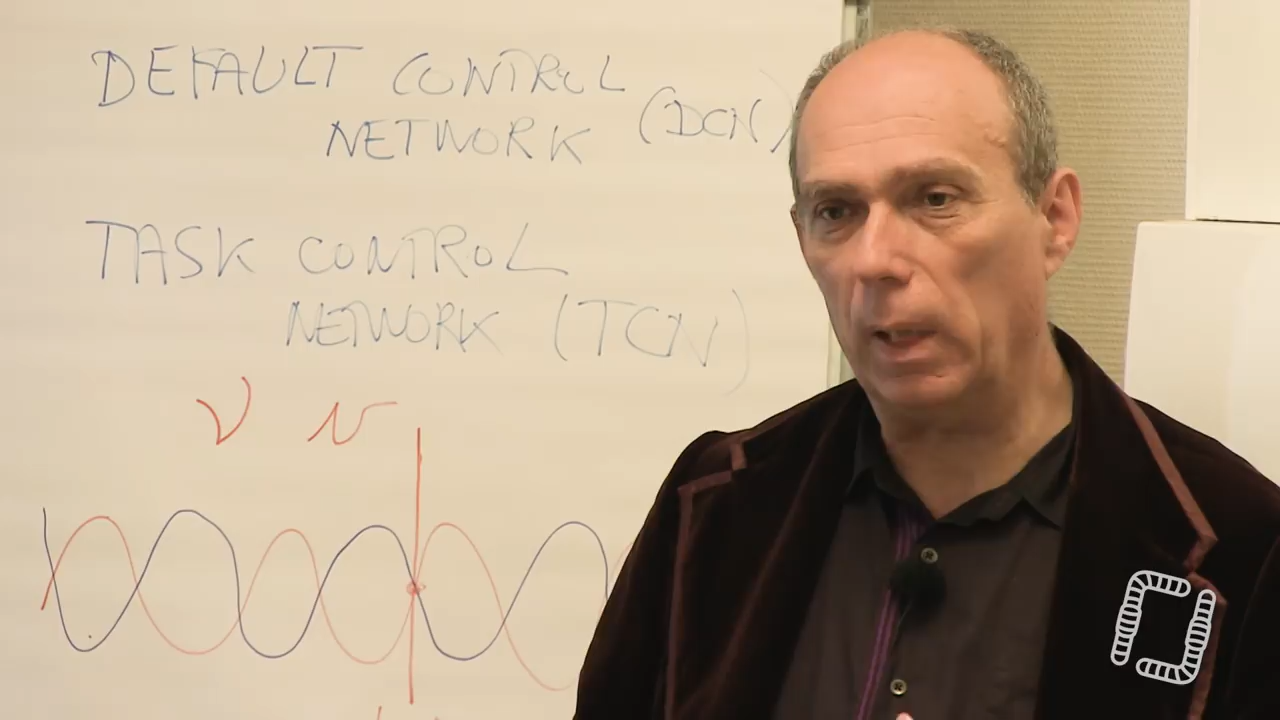 DEFAULT CONTROL
NETWORK (DCN)
TASK CONTROL
NETWORK (TCN)